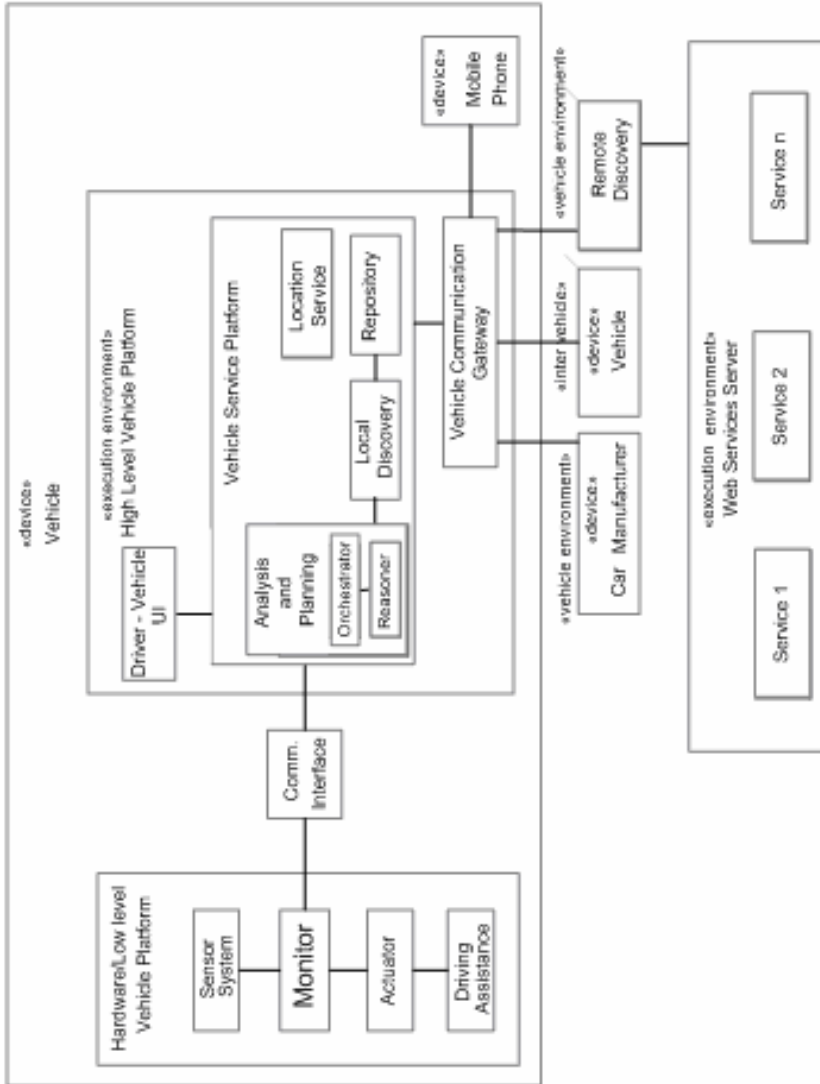 «device»
Vehicle
«execution environment»
High Level Vehicle Platform
Hardware/Low level
Vehicle Platform
Sensor
System
Monitor
Actuator
Driving
Assistance
Comm.
Interface
Driver - Vehicle
UI
Vehicle Service Platform
Analysis
and
Planning
Orchestrator
Reasoner
Local
Discovery
Repository
Location
Service
Vehicle Communication
Gateway
«device»
Mobile
Phone
«vehicle environment»
«device»
Car Manufacturer
«inter vehicle»
«device»
Vehicle
«vehicle environment»
Remote
Discovery
«execution environment»
Web Services Server
Service 1
Service 2
Service n